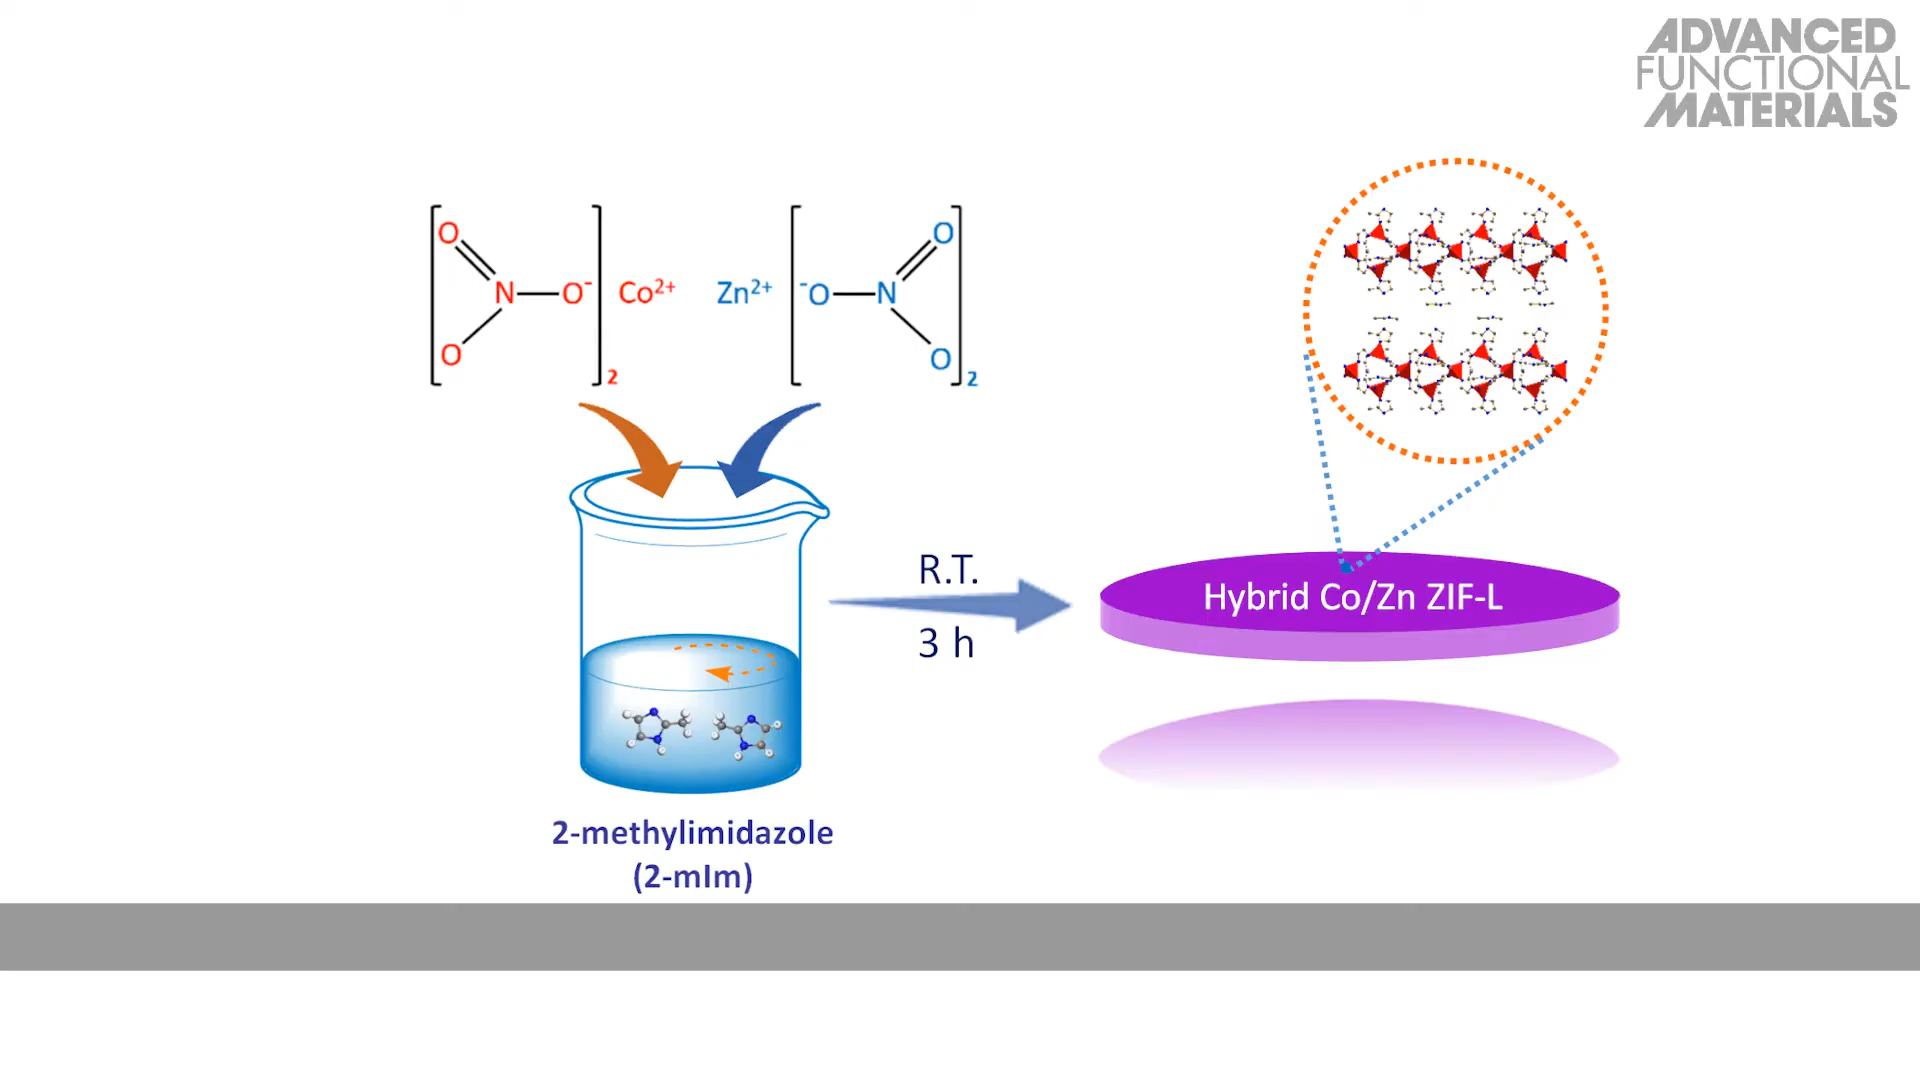 ADVANCED
FUNCTIONAL
MATERIALS
O
N
O⁻
O
2
Co²⁺
Zn²⁺
⁻O
N
O
O
2
R.T.
3 h
Hybrid Co/Zn ZIF-L
2-methylimidazole
(2-mIm)